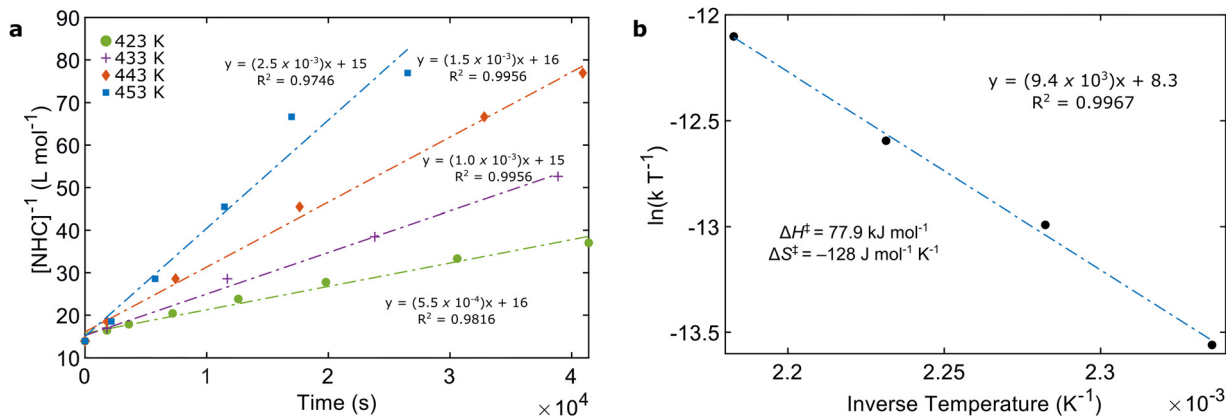 a
90
80
70
60
50
40
30
20
10
[NHC]⁻¹ (L mol⁻¹)
423 K
433 K
443 K
453 K
y = (2.5 x 10⁻³)x + 15
R² = 0.9746
y = (1.5 x 10⁻³)x + 16
R² = 0.9956
y = (1.0 x 10⁻³)x + 15
R² = 0.9956
y = (5.5 x 10⁻⁴)x + 16
R² = 0.9816
0
1
2
3
4
Time (s)
× 10⁴
b
-12
-12.5
-13
-13.5
ln(k T⁻¹)
y = (9.4 x 10³)x + 8.3
R² = 0.9967
ΔH‡ = 77.9 kJ mol⁻¹
ΔS‡ = –128 J mol⁻¹ K⁻¹
2.2
2.25
2.3
Inverse Temperature (K⁻¹)
× 10⁻³